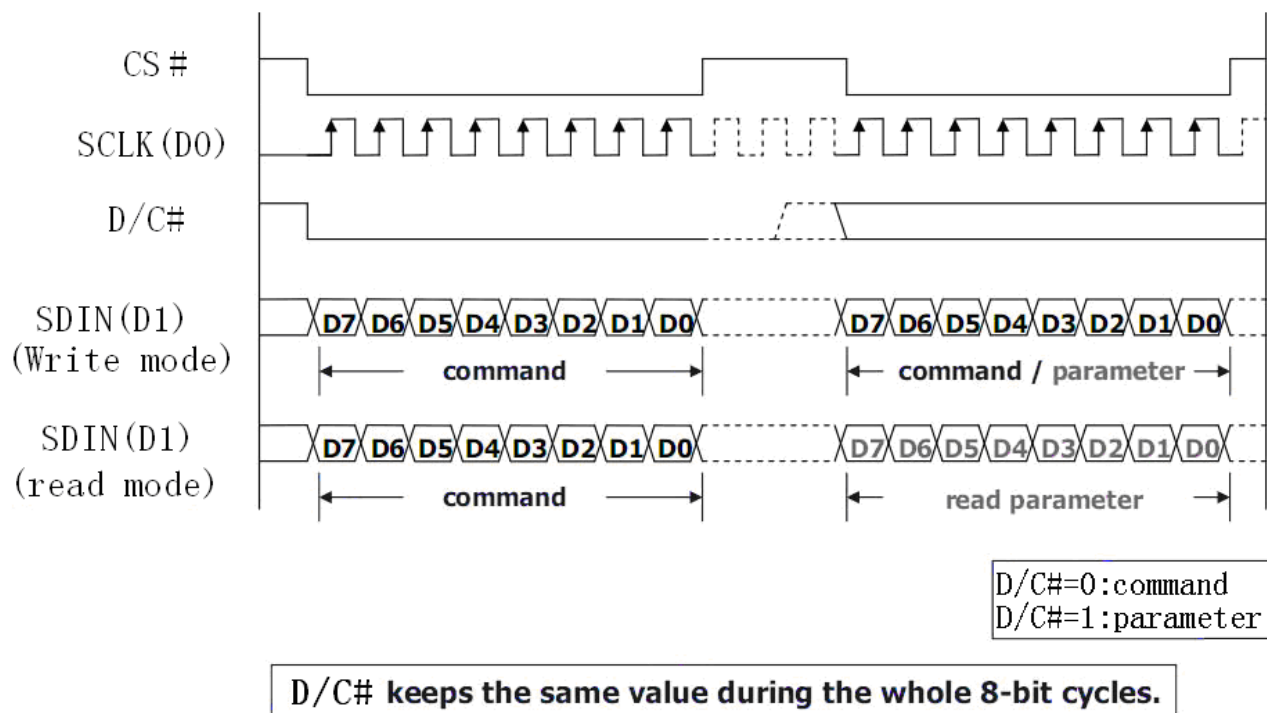 CS#
SCLK(D0)
D/C#
SDIN(D1)
(Write mode)
D7 D6 D5 D4 D3 D2 D1 D0
D7 D6 D5 D4 D3 D2 D1 D0
command
command / parameter
SDIN(D1)
(read mode)
D7 D6 D5 D4 D3 D2 D1 D0
D7 D6 D5 D4 D3 D2 D1 D0
command
read parameter
D/C#=0:command
D/C#=1:parameter
D/C# keeps the same value during the whole 8-bit cycles.